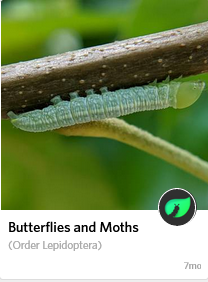 Butterflies and Moths
(Order Lepidoptera)
7mo